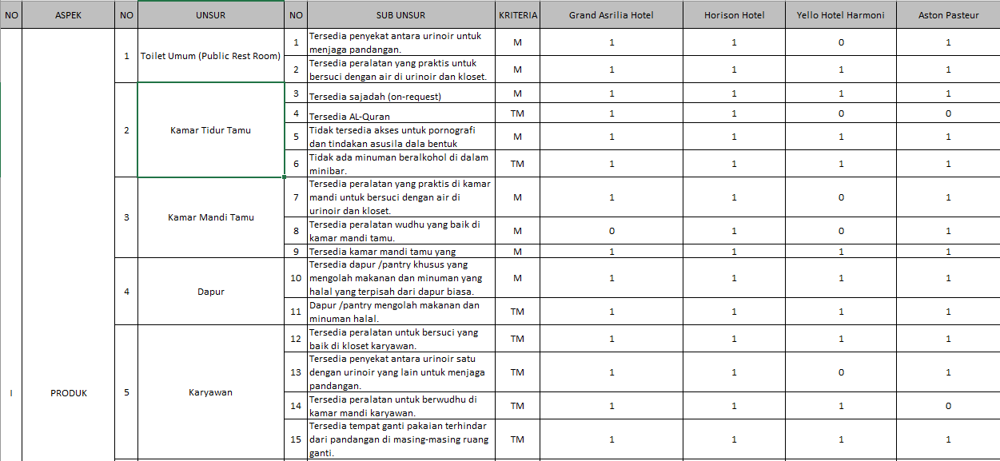 NO ASPEK NO UNSUR NO SUB UNSUR KRITERIA Grand Asrilia Hotel Horison Hotel Yello Hotel Harmoni Aston Pasteur
I PRODUK
1 Toilet Umum (Public Rest Room)
1 Tersedia penyekat antara urinoir untuk
menjaga pandangan. M 1 1 0 1
2 Tersedia peralatan yang praktis untuk
bersuci dengan air di urinoir dan kloset. M 1 1 1 1
2 Kamar Tidur Tamu
3 Tersedia sajadah (on-request) M 1 1 1 1
4 Tersedia AL-Quran TM 1 1 0 0
5 Tidak tersedia akses untuk pornografi
dan tindakan asusila dala bentuk M 1 1 1 1
6 Tidak ada minuman beralkohol di dalam
minibar. TM 1 1 1 1
3 Kamar Mandi Tamu
7 Tersedia peralatan yang praktis di kamar
mandi untuk bersuci dengan air di
urinoir dan kloset. M 1 1 0 1
8 Tersedia peralatan wudhu yang baik di
kamar mandi tamu. M 0 1 0 1
9 Tersedia kamar mandi tamu yang M 1 1 1 1
4 Dapur
10 Tersedia dapur /pantry khusus yang
mengolah makanan dan minuman yang
halal yang terpisah dari dapur biasa. M 1 1 1 1
11 Dapur /pantry mengolah makanan dan
minuman halal. TM 1 1 1 1
5 Karyawan
12 Tersedia peralatan untuk bersuci yang
baik di kloset karyawan. TM 1 1 1 1
13 Tersedia penyekat antara urinoir satu
dengan urinoir yang lain untuk menjaga
pandangan. TM 1 1 0 1
14 Tersedia peralatan untuk berwudhu di
kamar mandi karyawan. TM 1 1 1 0
15 Tersedia tempat ganti pakaian terhindar
dari pandangan di masing-masing ruang
ganti. TM 1 1 1 1